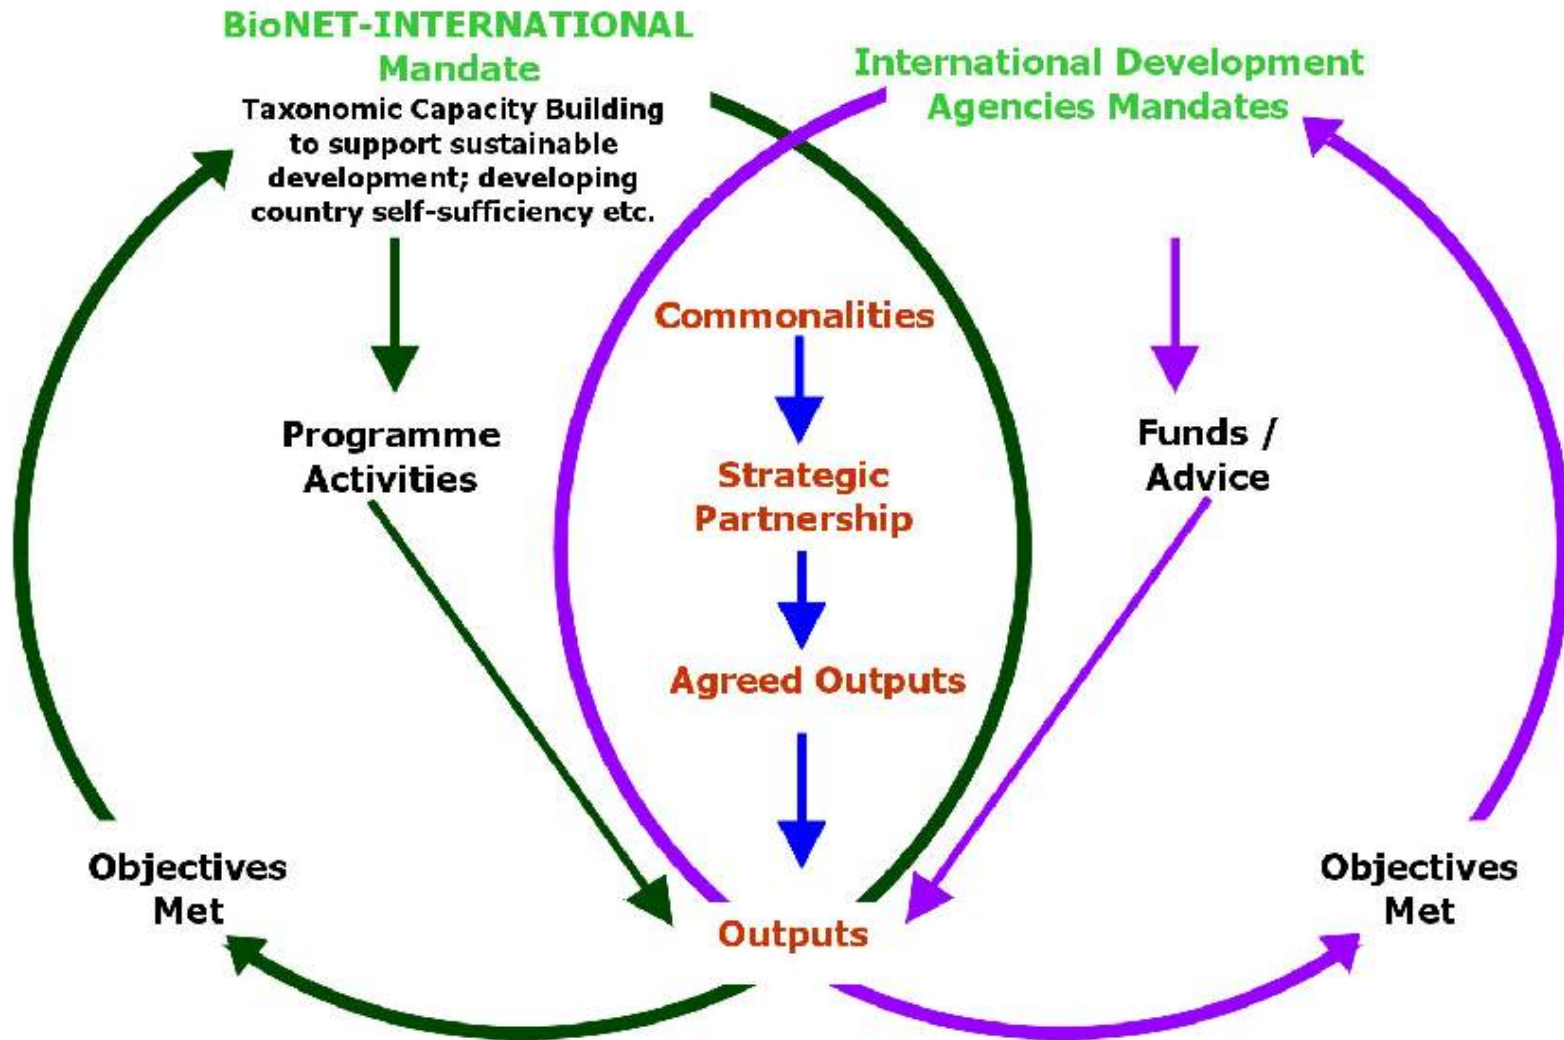 BioNET-INTERNATIONAL
Mandate
Taxonomic Capacity Building
to support sustainable
development; developing
country self-sufficiency etc.
International Development
Agencies Mandates
Commonalities
Programme
Activities
Strategic
Partnership
Funds /
Advice
Agreed Outputs
Objectives
Met
Outputs
Objectives
Met